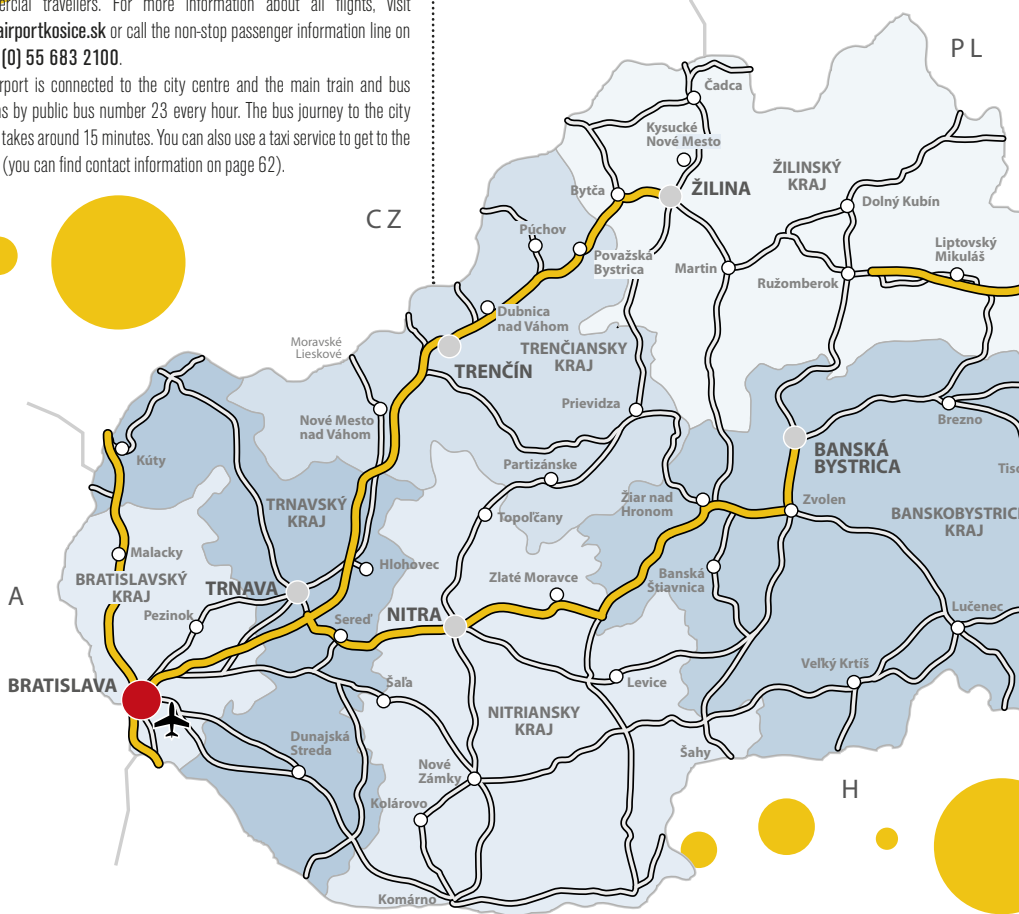 ercial travellers. For more information about all flights, visit
airportkosice.sk or call the non-stop passenger information line on
(0) 55 683 2100.
rport is connected to the city centre and the main train and bus
s by public bus number 23 every hour. The bus journey to the city
takes around 15 minutes. You can also use a taxi service to get to the
(you can find contact information on page 62).
PL
Čadca
Kysucké
Nové Mesto
ŽILINSKÝ
KRAJ
Bytča
ŽILINA
Dolný Kubín
CZ
Púchov
Považská
Bystrica
Martin
Liptovský
Mikuláš
Ružomberok
Dubnica
nad Váhom
Moravské
Lieskové
TRENČIANSKY
KRAJ
TRENČÍN
Prievidza
Nové Mesto
nad Váhom
Brezno
BANSKÁ
BYSTRICA
Kúty
Partizánske
Tisc
Žiar nad
Hronom
Zvolen
TRNAVSKÝ
KRAJ
Topoľčany
BANSKOBYSTRIC
KRAJ
Malacky
Hlohovec
BRATISLAVSKÝ
KRAJ
TRNAVA
Zlaté Moravce
Banská
Štiavnica
A
Pezinok
Sereď
NITRA
Lučenec
BRATISLAVA
Šaľa
Levice
Veľký Krtíš
NITRIANSKY
KRAJ
Dunajská
Streda
Šahy
Nové
Zámky
H
Kolárovo
Komárno